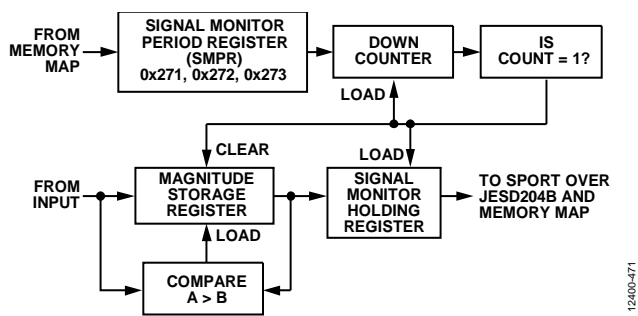 FROM
MEMORY
MAP
SIGNAL MONITOR
PERIOD REGISTER
(SMPR)
0x271, 0x272, 0x273
DOWN
COUNTER
IS
COUNT = 1?
LOAD
CLEAR
LOAD
FROM
INPUT
MAGNITUDE
STORAGE
REGISTER
SIGNAL
MONITOR
HOLDING
REGISTER
TO SPORT OVER
JESD204B AND
MEMORY MAP
LOAD
COMPARE
A > B
12400-471